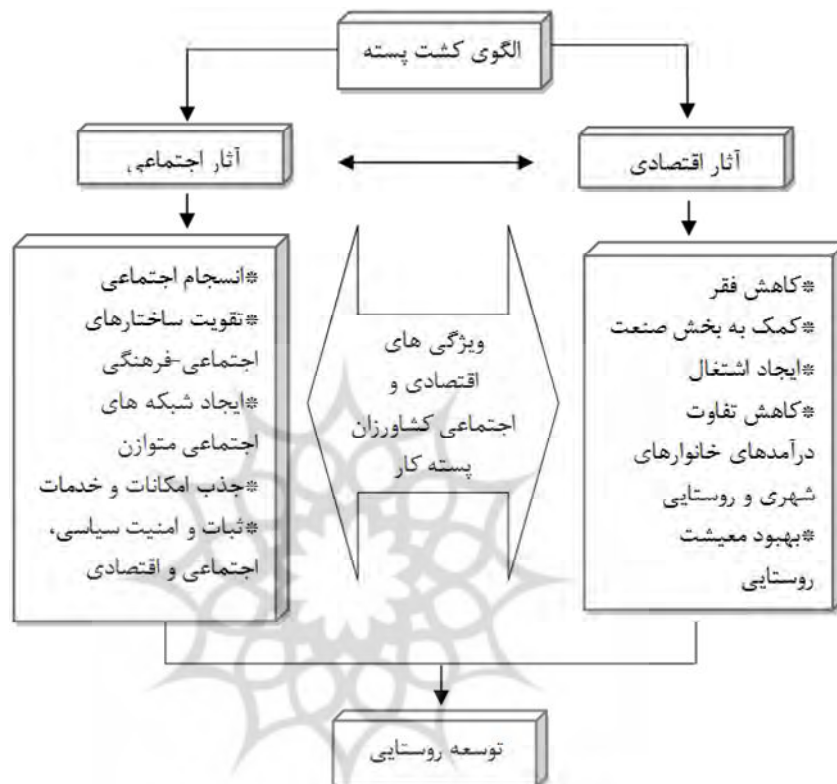 الگوی کشت پسته
آثار اقتصادی
آثار اجتماعی
*کاهش فقر
*کمک به بخش صنعت
*ایجاد اشتغال
*کاهش تفاوت
درآمدهای خانوارهای
شهری و روستایی
*بهبود معیشت
روستایی
ویژگی های
اقتصادی و
اجتماعی کشاورزان
پسته کار
*انسجام اجتماعی
*تقویت ساختارهای
اجتماعی-فرهنگی
*ایجاد شبکه های
اجتماعی متوازن
*جذب امکانات و خدمات
*ثبات و امنیت سیاسی،
اجتماعی و اقتصادی
توسعه روستایی